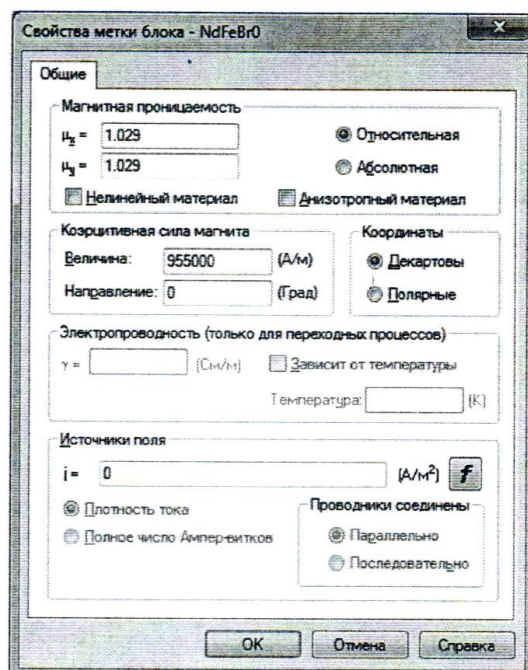 Свойства метки блока - NdFeBr0
Общие
Магнитная проницаемость
μx = 1.029
Относительная
μy = 1.029
Абсолютная
Нелинейный материал
Анизотропный материал
Коэрцитивная сила магнита
Координаты
Величина: 955000 (А/м)
Декартовы
Направление: 0 (Град)
Полярные
Электропроводность (только для переходных процессов)
γ = (См/м)
Зависит от температуры
Температура: (К)
Источники поля
j = 0 (А/м²) f
Плотность тока
Проводники соединены
Полное число Ампер-витков
Параллельно
Последовательно
OK
Отмена
Справка